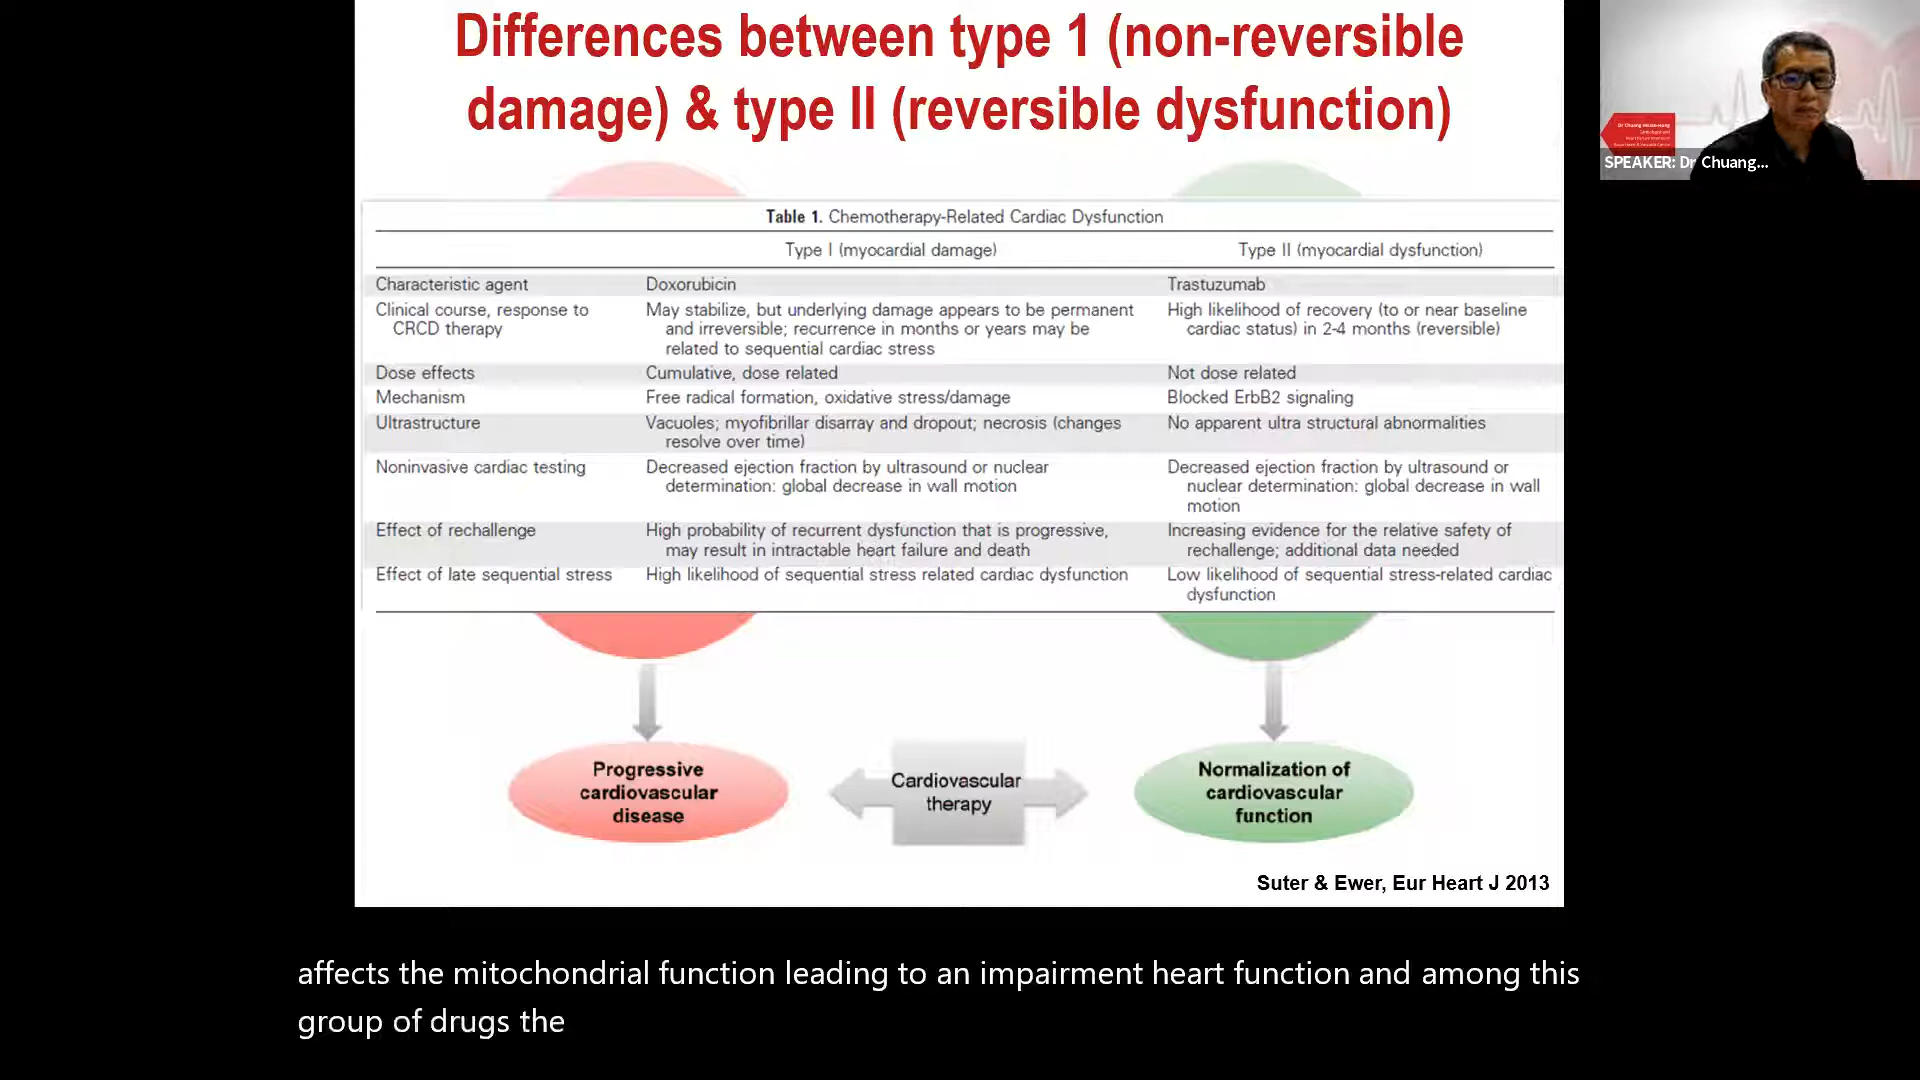 Differences between type 1 (non-reversible
damage) & type II (reversible dysfunction)
Table 1. Chemotherapy-Related Cardiac Dysfunction
Type I (myocardial damage) Type II (myocardial dysfunction)
Characteristic agent Doxorubicin Trastuzumab
Clinical course, response to May stabilize, but underlying damage appears to be permanent High likelihood of recovery (to or near baseline
CRCD therapy and irreversible; recurrence in months or years may be cardiac status) in 2-4 months (reversible)
related to sequential cardiac stress
Dose effects Cumulative, dose related Not dose related
Mechanism Free radical formation, oxidative stress/damage Blocked ErbB2 signaling
Ultrastructure Vacuoles; myofibrillar disarray and dropout; necrosis (changes No apparent ultra structural abnormalities
resolve over time)
Noninvasive cardiac testing Decreased ejection fraction by ultrasound or nuclear Decreased ejection fraction by ultrasound or
determination: global decrease in wall motion nuclear determination: global decrease in wall
motion
Effect of rechallenge High probability of recurrent dysfunction that is progressive, Increasing evidence for the relative safety of
may result in intractable heart failure and death rechallenge; additional data needed
Effect of late sequential stress High likelihood of sequential stress related cardiac dysfunction Low likelihood of sequential stress-related cardiac
dysfunction
Progressive
cardiovascular
disease
Cardiovascular
therapy
Normalization of
cardiovascular
function
Suter & Ewer, Eur Heart J 2013
SPEAKER: Dr Chuang...
affects the mitochondrial function leading to an impairment heart function and among this
group of drugs the